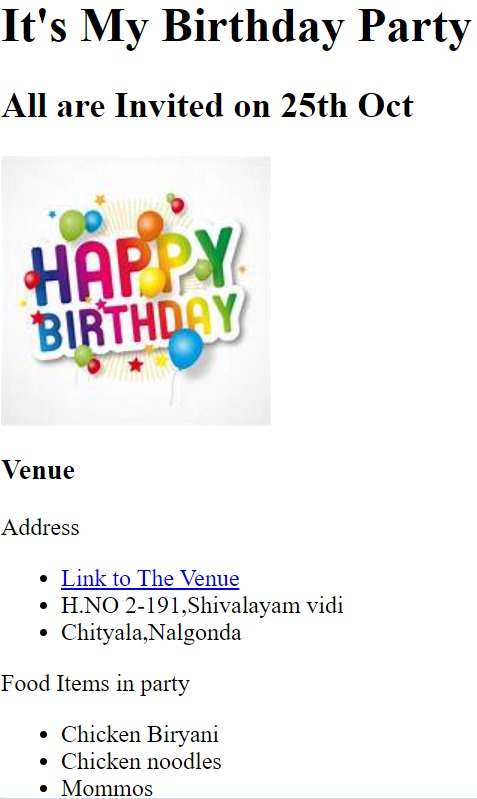 It's My Birthday Party
All are Invited on 25th Oct
HAPPY
BIRTHDAY
Venue
Address
Link to The Venue
H.NO 2-191,Shivalayam vidi
Chityala,Nalgonda
Food Items in party
Chicken Biryani
Chicken noodles
Mommos